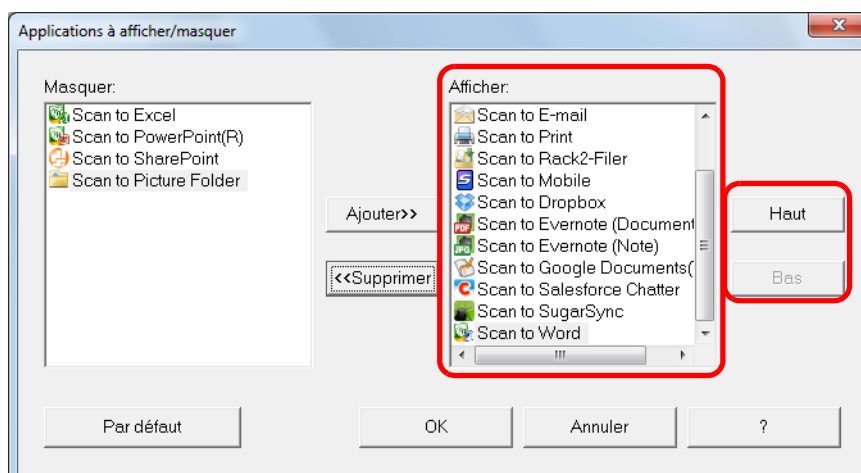 Applications à afficher/masquer
Masquer:
Scan to Excel
Scan to PowerPoint(R)
Scan to SharePoint
Scan to Picture Folder
Ajouter>>
<<Supprimer
Afficher:
Scan to E-mail
Scan to Print
Scan to Rack2-Filer
Scan to Mobile
Scan to Dropbox
Scan to Evernote (Document
Scan to Evernote (Note)
Scan to Google Documents(
Scan to Salesforce Chatter
Scan to SugarSync
Scan to Word
Haut
Bas
Par défaut
OK
Annuler
?